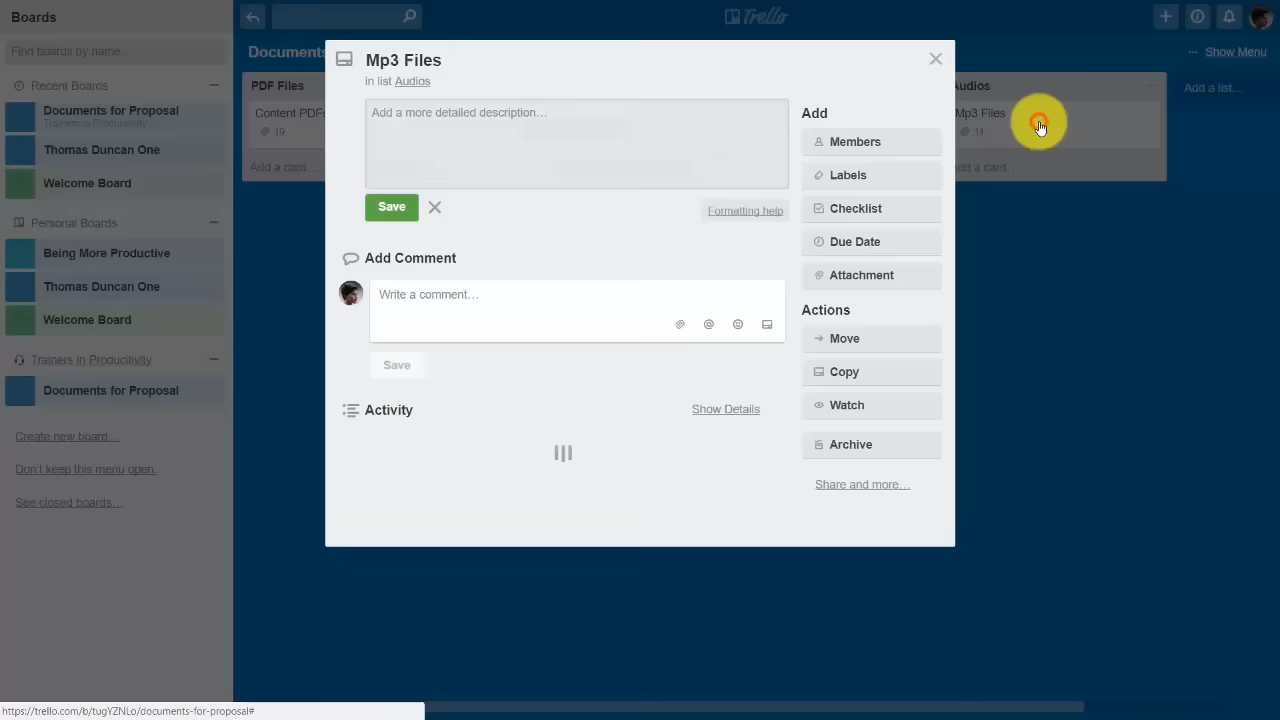 Boards
Find boards by name...
Recent Boards
Documents for Proposal
Trainers in Productivity
Thomas Duncan One
Welcome Board
Personal Boards
Being More Productive
Thomas Duncan One
Welcome Board
Trainers in Producitivity
Documents for Proposal
Create new board...
Don't keep this menu open.
See closed boards...
https://trello.com/b/tugYZNLo/documents-for-proposal#
Trello
Documents
Show Menu
PDF Files
Content PDFs
19
Add a card...
Mp3 Files
in list Audios
Add a more detailed description...
Save
Formatting help
Add Comment
Write a comment...
Save
Activity
Show Details
Add
Members
Labels
Checklist
Due Date
Attachment
Actions
Move
Copy
Watch
Archive
Share and more...
Audios
Mp3 Files
11
dd a card...
Add a list...